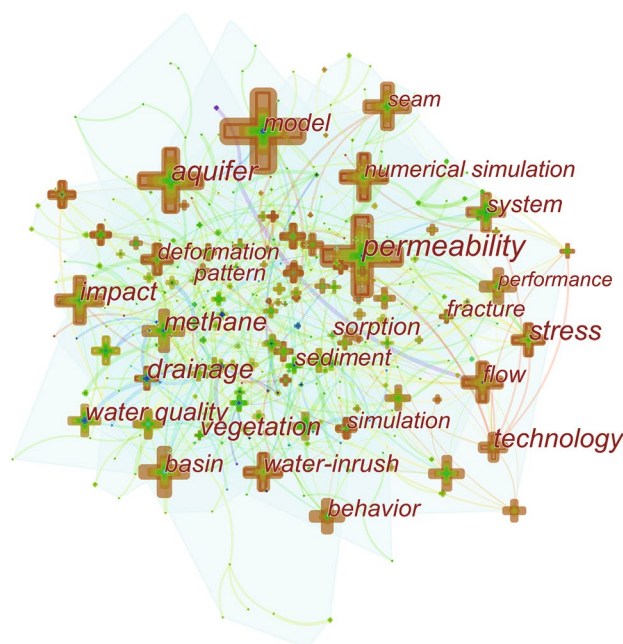 seam
model
aquifer
numerical simulation
system
permeability
deformation
pattern
performance
impact
fracture
methane
sorption
stress
sediment
drainage
flow
water quality
vegetation
simulation
technology
basin
water-inrush
behavior